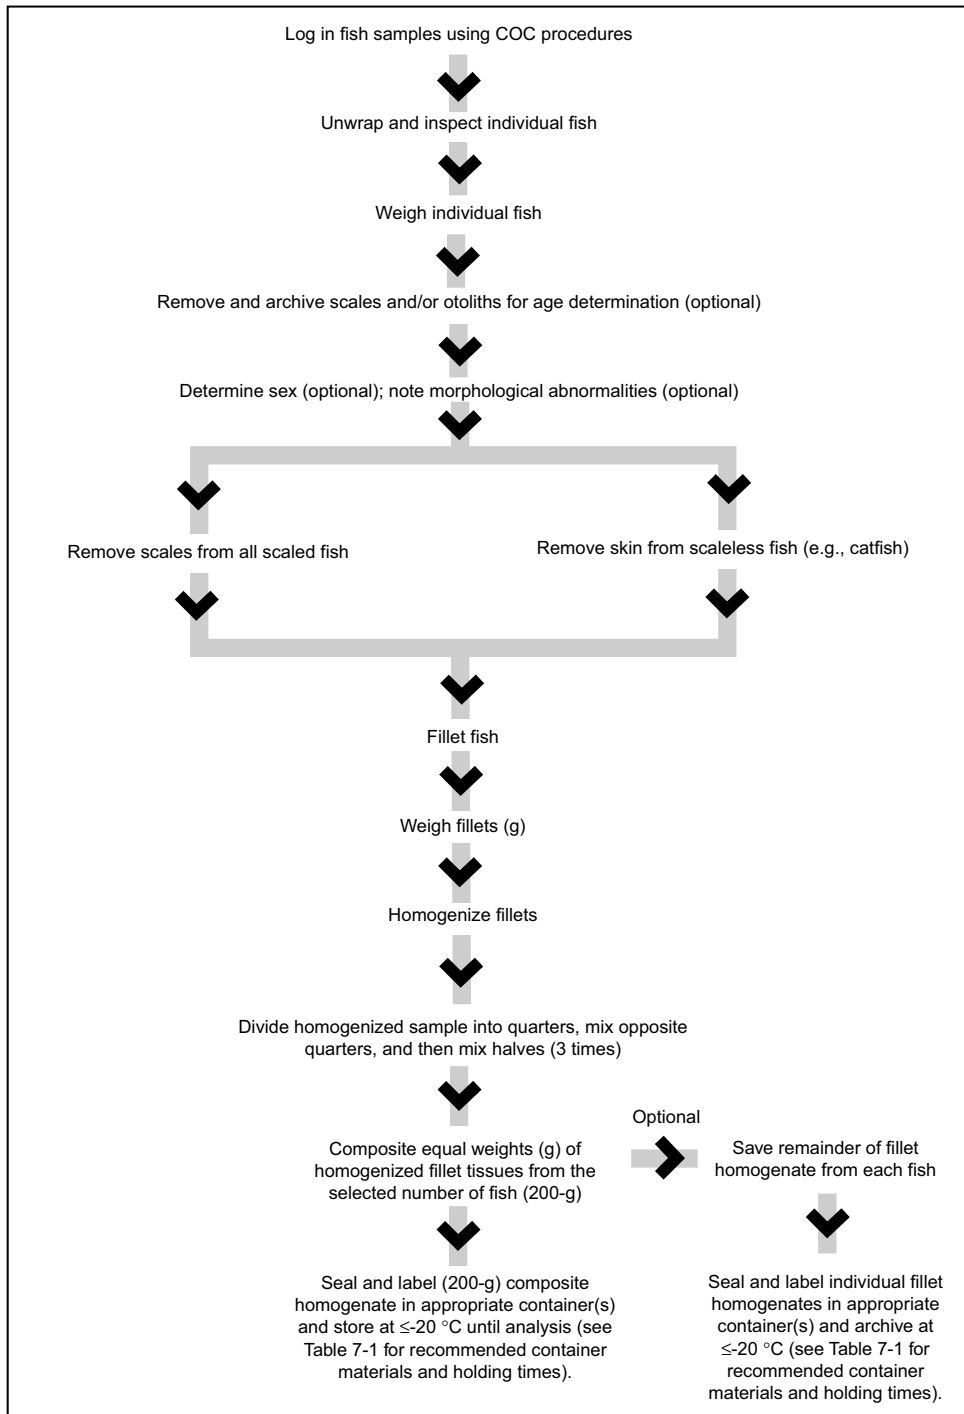 Log in fish samples using COC procedures
Unwrap and inspect individual fish
Weigh individual fish
Remove and archive scales and/or otoliths for age determination (optional)
Determine sex (optional); note morphological abnormalities (optional)
Remove scales from all scaled fish
Remove skin from scaleless fish (e.g., catfish)
Fillet fish
Weigh fillets (g)
Homogenize fillets
Divide homogenized sample into quarters, mix opposite
quarters, and then mix halves (3 times)
Composite equal weights (g) of
homogenized fillet tissues from the
selected number of fish (200-g)
Optional
Save remainder of fillet
homogenate from each fish
Seal and label (200-g) composite
homogenate in appropriate container(s)
and store at ≤-20 °C until analysis (see
Table 7-1 for recommended container
materials and holding times).
Seal and label individual fillet
homogenates in appropriate
container(s) and archive at
≤-20 °C (see Table 7-1 for
recommended container
materials and holding times).